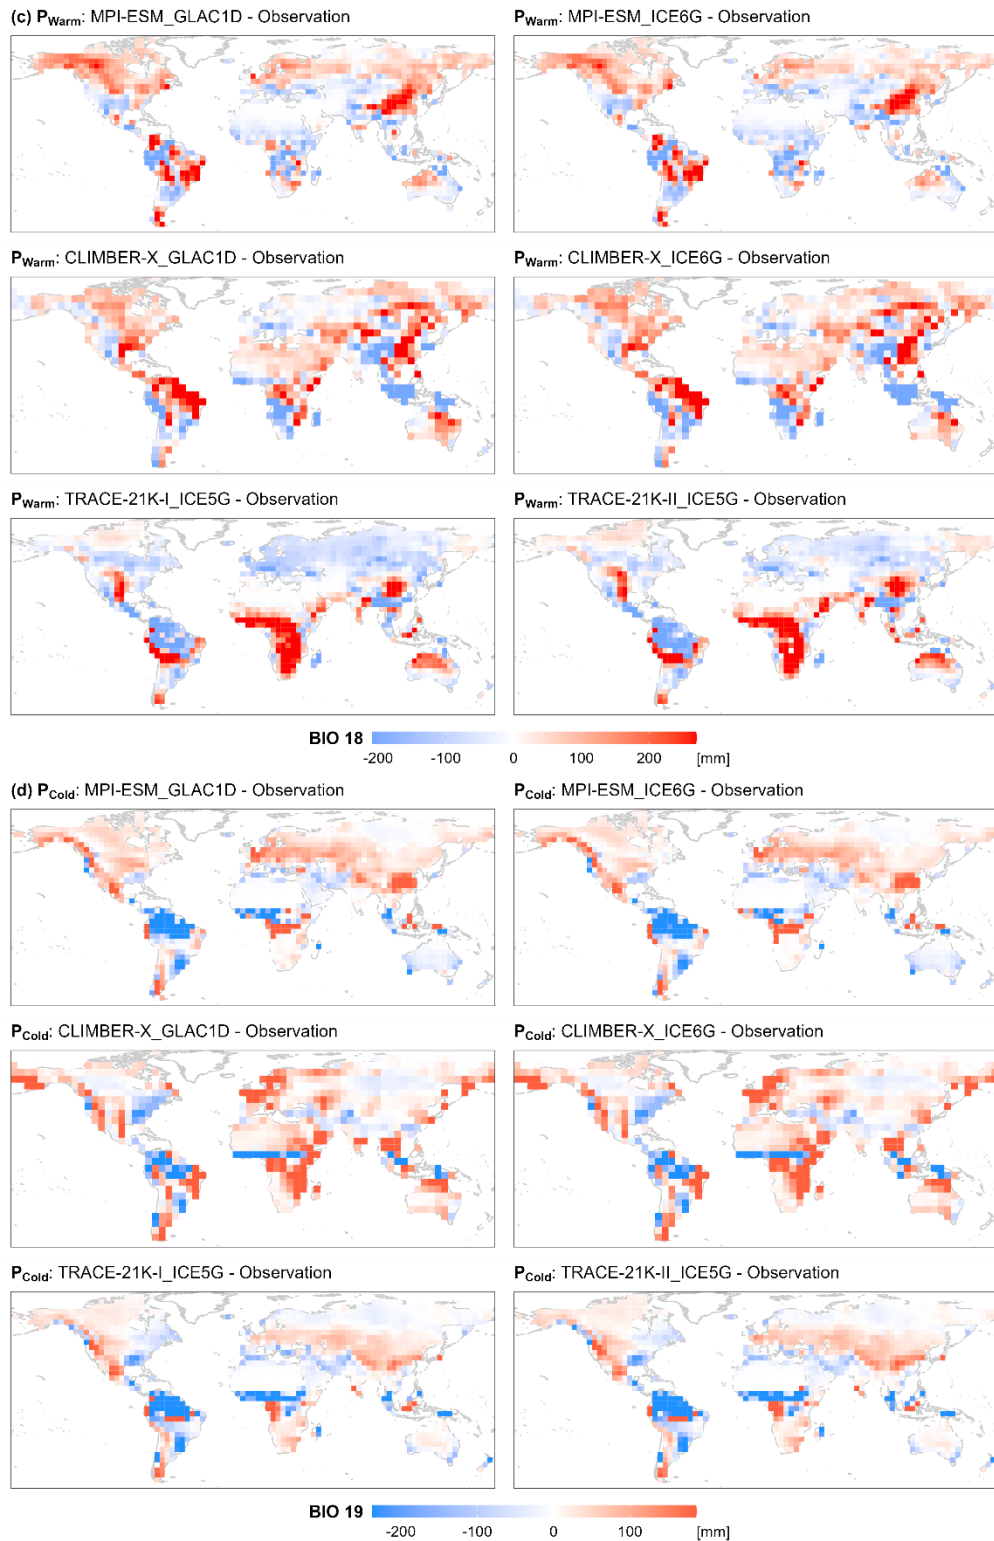 (c) PWarm: MPI-ESM_GLAC1D - Observation
PWarm: MPI-ESM_ICE6G - Observation
PWarm: CLIMBER-X_GLAC1D - Observation
PWarm: CLIMBER-X_ICE6G - Observation
PWarm: TRACE-21K-I_ICE5G - Observation
PWarm: TRACE-21K-II_ICE5G - Observation
BIO 18
-200 -100 0 100 200 [mm]
(d) PCold: MPI-ESM_GLAC1D - Observation
PCold: MPI-ESM_ICE6G - Observation
PCold: CLIMBER-X_GLAC1D - Observation
PCold: CLIMBER-X_ICE6G - Observation
PCold: TRACE-21K-I_ICE5G - Observation
PCold: TRACE-21K-II_ICE5G - Observation
BIO 19
-200 -100 0 100 [mm]